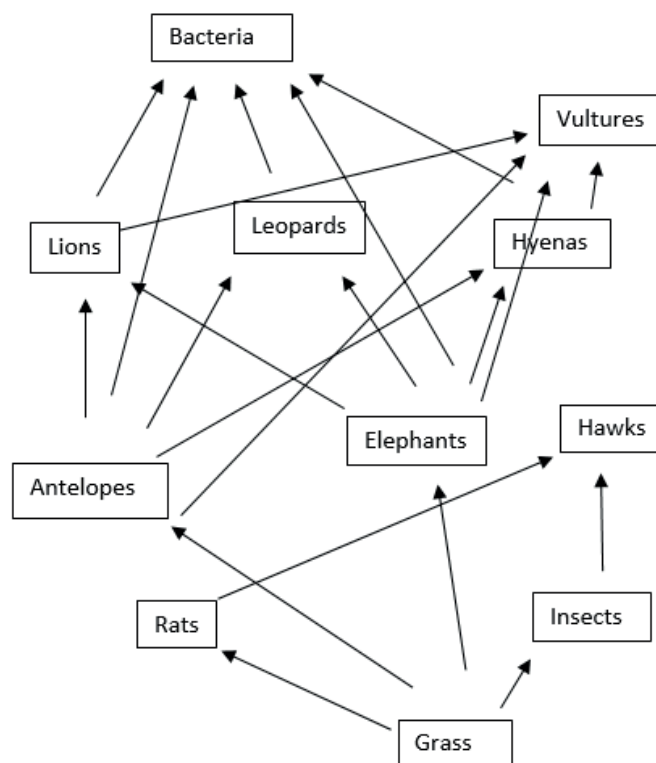 Bacteria
Vultures
Lions
Leopards
Hyenas
Elephants
Hawks
Antelopes
Rats
Insects
Grass